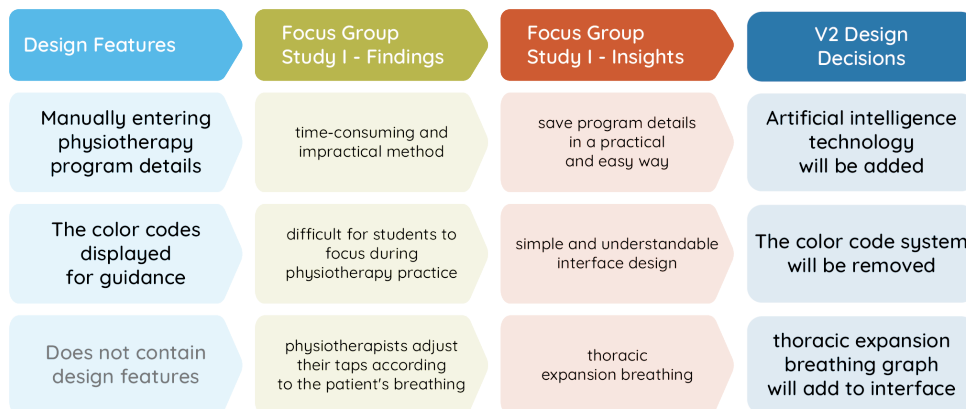 Design Features
Focus Group
Study I - Findings
Focus Group
Study I - Insights
V2 Design
Decisions
Manually entering
physiotherapy
program details
time-consuming and
impractical method
save program details
in a practical
and easy way
Artificial intelligence
technology
will be added
The color codes
displayed
for guidance
difficult for students to
focus during
physiotherapy practice
simple and understandable
interface design
The color code system
will be removed
Does not contain
design features
physiotherapists adjust
their taps according
to the patient's breathing
thoracic
expansion breathing
thoracic expansion
breathing graph
will add to interface